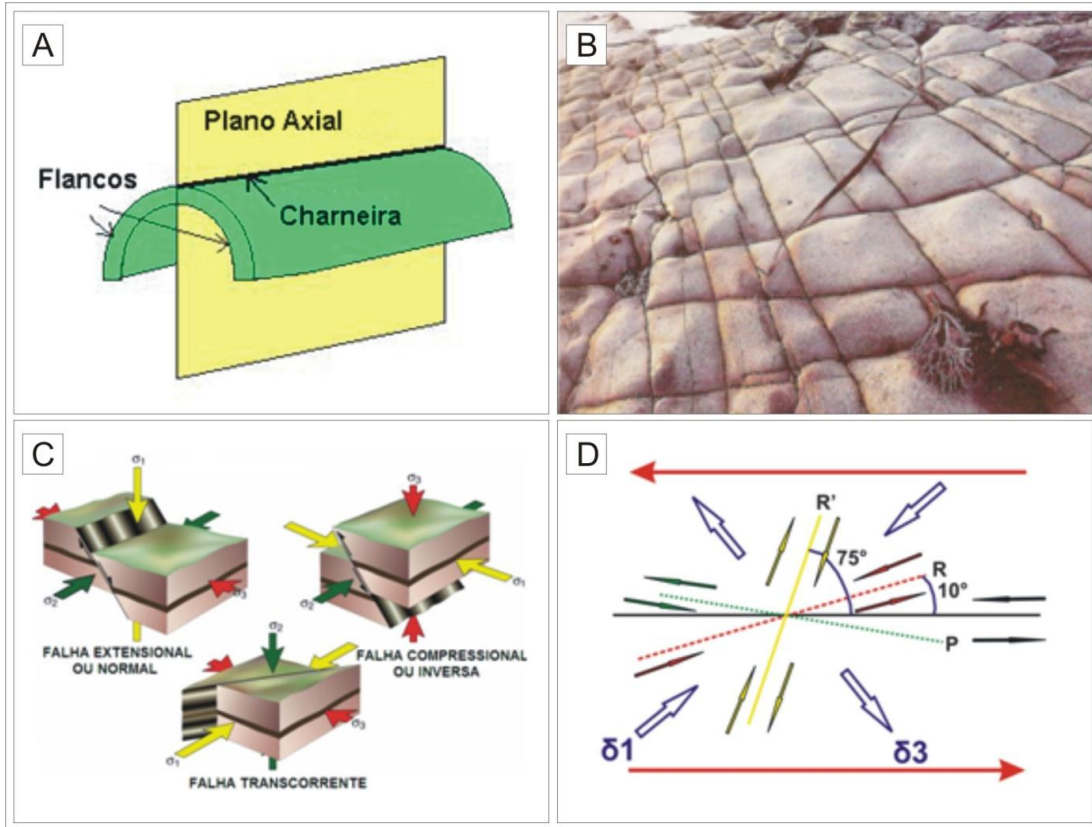 A
Plano Axial
Flancos
Charneira
B
C
σ1
σ3
σ2
σ3
σ1
σ2
FALHA EXTENSIONAL
OU NORMAL
FALHA COMPRESSIONAL
OU INVERSA
σ2
σ3
σ1
FALHA TRANSCORRENTE
D
R'
75°
R
10°
P
δ1
δ3